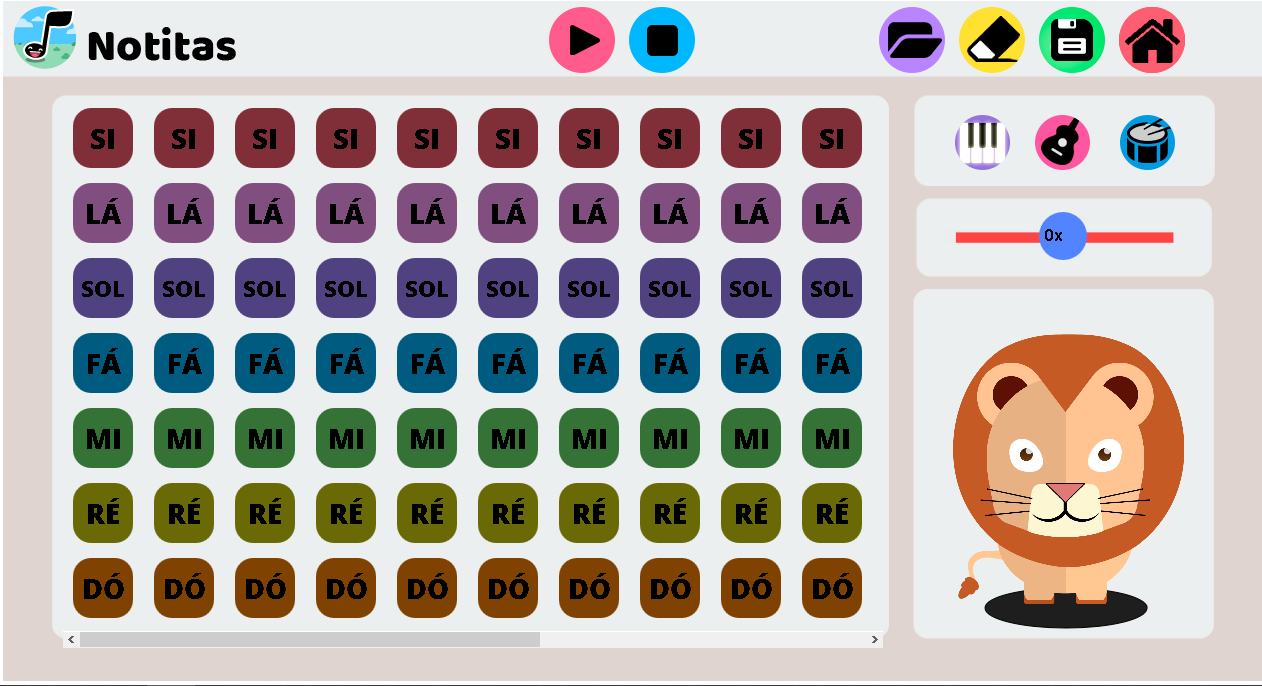 Notitas
SI SI SI SI SI SI SI SI SI SI
LÁ LÁ LÁ LÁ LÁ LÁ LÁ LÁ LÁ LÁ
SOL SOL SOL SOL SOL SOL SOL SOL SOL SOL
FÁ FÁ FÁ FÁ FÁ FÁ FÁ FÁ FÁ FÁ
MI MI MI MI MI MI MI MI MI MI
RÉ RÉ RÉ RÉ RÉ RÉ RÉ RÉ RÉ RÉ
DÓ DÓ DÓ DÓ DÓ DÓ DÓ DÓ DÓ DÓ
0x